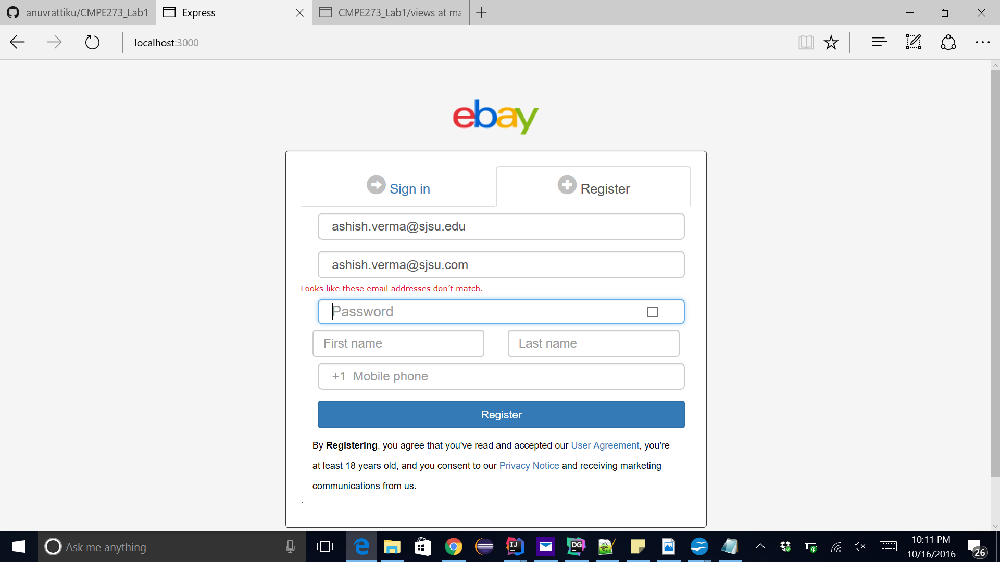 anuvrattiku/CMPE273_Lab1
Express
CMPE273_Lab1/views at ma
localhost:3000
ebay
Sign in
Register
ashish.verma@sjsu.edu
ashish.verma@sjsu.com
Looks like these email addresses don’t match.
Password
First name
Last name
+1 Mobile phone
Register
By Registering, you agree that you've read and accepted our User Agreement, you're
at least 18 years old, and you consent to our Privacy Notice and receiving marketing
communications from us.
.
Ask me anything
IJ
DG
10:11 PM
10/16/2016
26